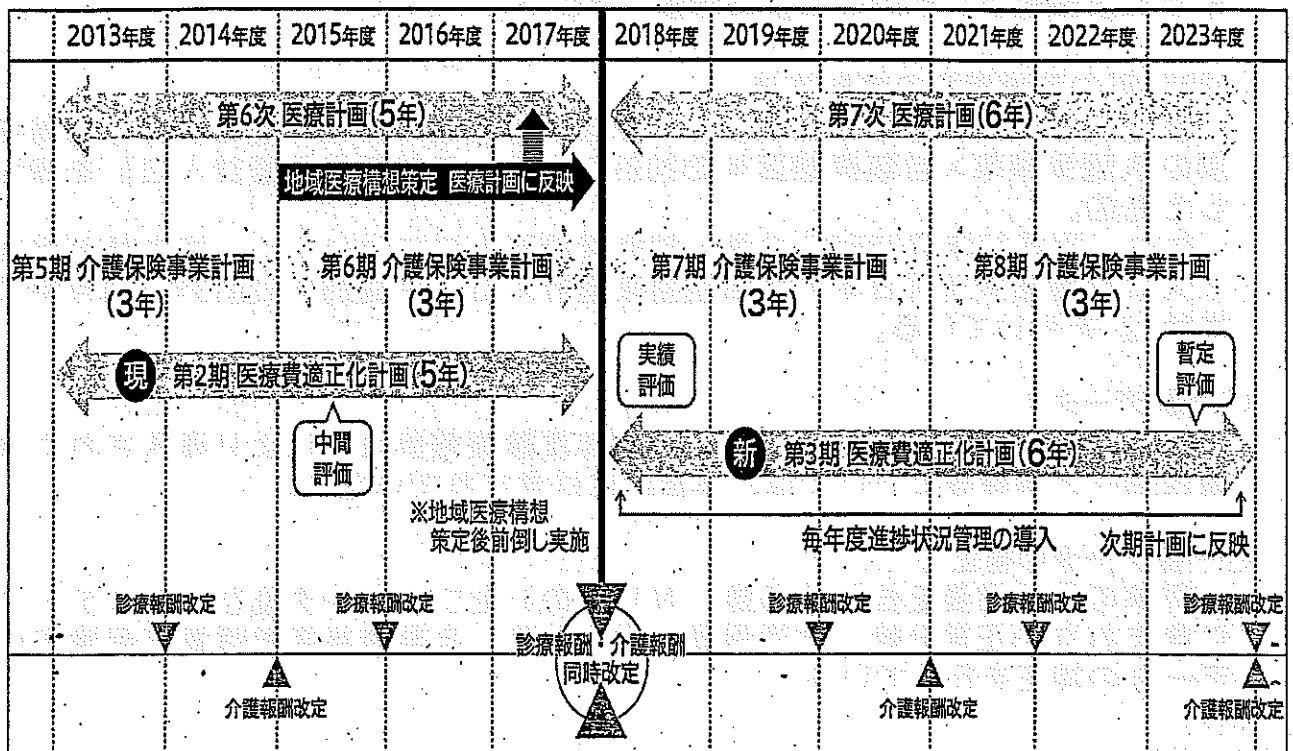 2013年度 2014年度 2015年度 2016年度 2017年度 2018年度 2019年度 2020年度 2021年度 2022年度 2023年度
第6次 医療計画(5年)
第7次 医療計画(6年)
地域医療構想策定 医療計画に反映
第5期 介護保険事業計画
(3年)
第6期 介護保険事業計画
(3年)
第7期 介護保険事業計画
(3年)
第8期 介護保険事業計画
(3年)
現 第2期 医療費適正化計画(5年)
中間
評価
実績
評価
暫定
評価
新 第3期 医療費適正化計画(6年)
※地域医療構想
策定後前倒し実施
毎年度進捗状況管理の導入
次期計画に反映
診療報酬改定
診療報酬改定
診療報酬・介護報酬
同時改定
診療報酬改定
診療報酬改定
診療報酬改定
介護報酬改定
介護報酬改定
介護報酬改定